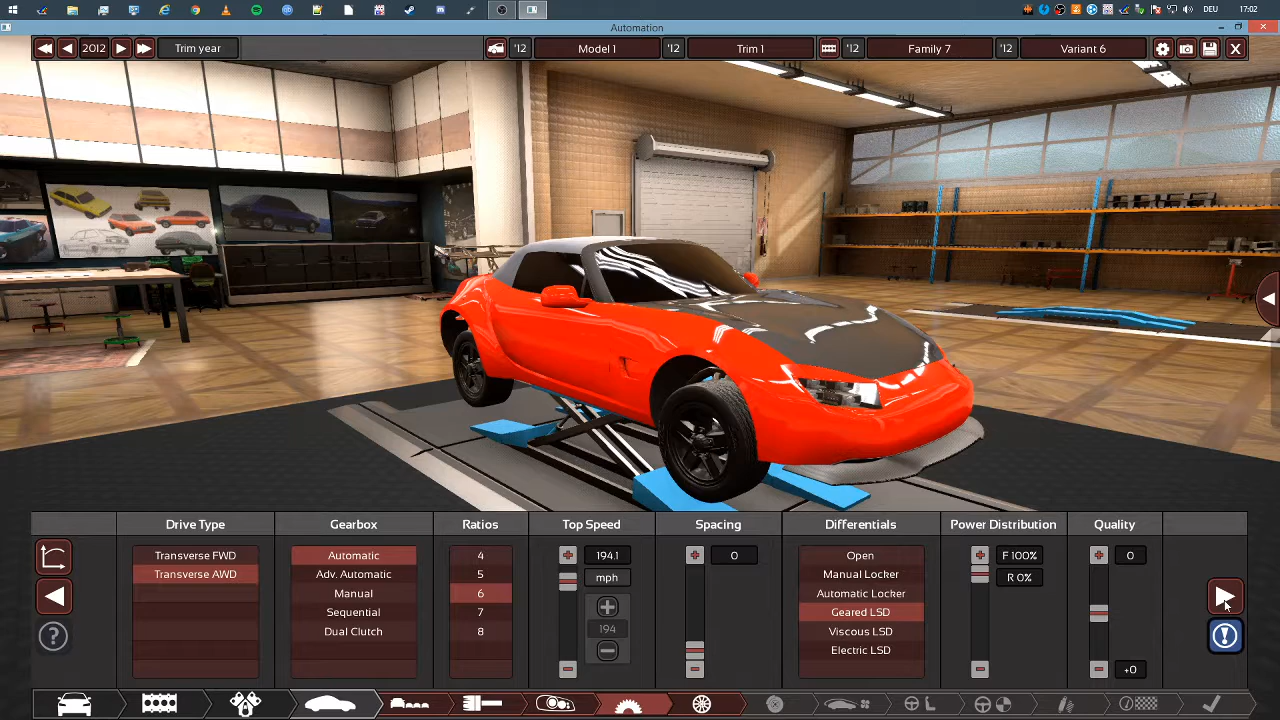 DEU
17:02
Automation
2012
Trim year
'12
Model 1
'12
Trim 1
'12
Family 7
'12
Variant 6
Drive Type
Transverse FWD
Transverse AWD
Gearbox
Automatic
Adv. Automatic
Manual
Sequential
Dual Clutch
Ratios
4
5
6
7
8
Top Speed
194.1
mph
194
Spacing
0
Differentials
Open
Manual Locker
Automatic Locker
Geared LSD
Viscous LSD
Electric LSD
Power Distribution
F 100%
R 0%
Quality
0
+0